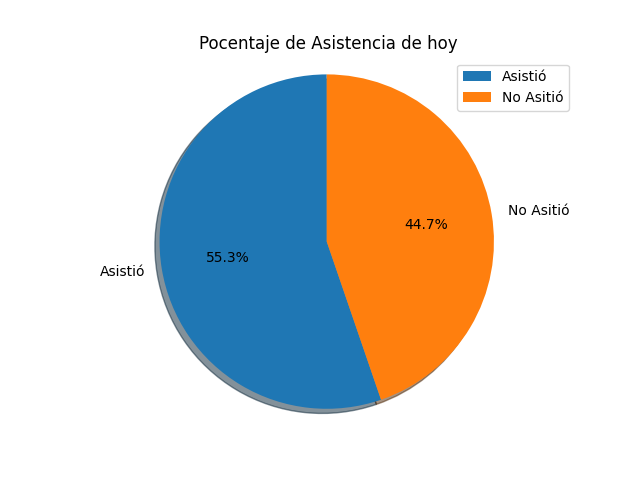 Pocentaje de Asistencia de hoy
Asistió
No Asitió
No Asitió
44.7%
55.3%
Asistió